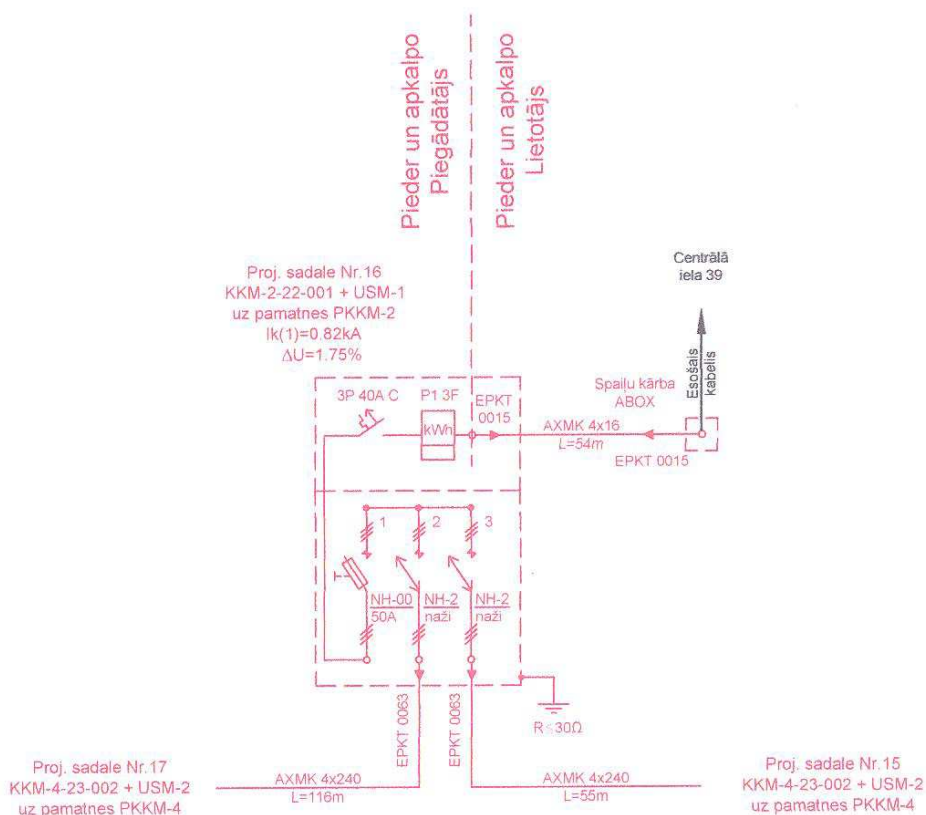 Pieder un apkalpo
Piegādātājs
Pieder un apkalpo
Lietotājs
Centrālā
iela 39
Proj. sadale Nr.16
KKM-2-22-001 + USM-1
uz pamatnes PKKM-2
Ik(1)=0.82kA
ΔU=1.75%
Esošais
kabelis
Spaiļu kārba
ABOX
3P 40A C
P1 3F
EPKT
0015
kWh
AXMK 4x16
L=54m
EPKT 0015
1
2
3
NH-00
50A
NH-2
naži
NH-2
naži
EPKT 0063
EPKT 0063
R≤30Ω
Proj. sadale Nr.17
KKM-4-23-002 + USM-2
uz pamatnes PKKM-4
AXMK 4x240
L=116m
AXMK 4x240
L=55m
Proj. sadale Nr.15
KKM-4-23-002 + USM-2
uz pamatnes PKKM-4